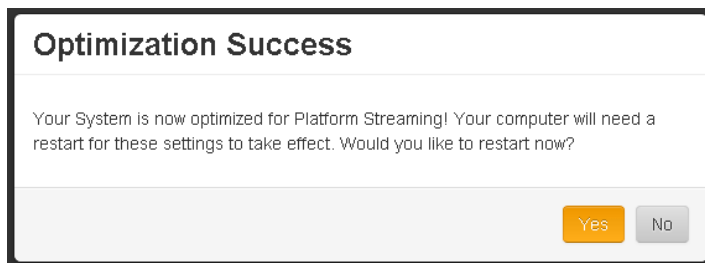 Optimization Success
Your System is now optimized for Platform Streaming! Your computer will need a
restart for these settings to take effect. Would you like to restart now?
Yes No